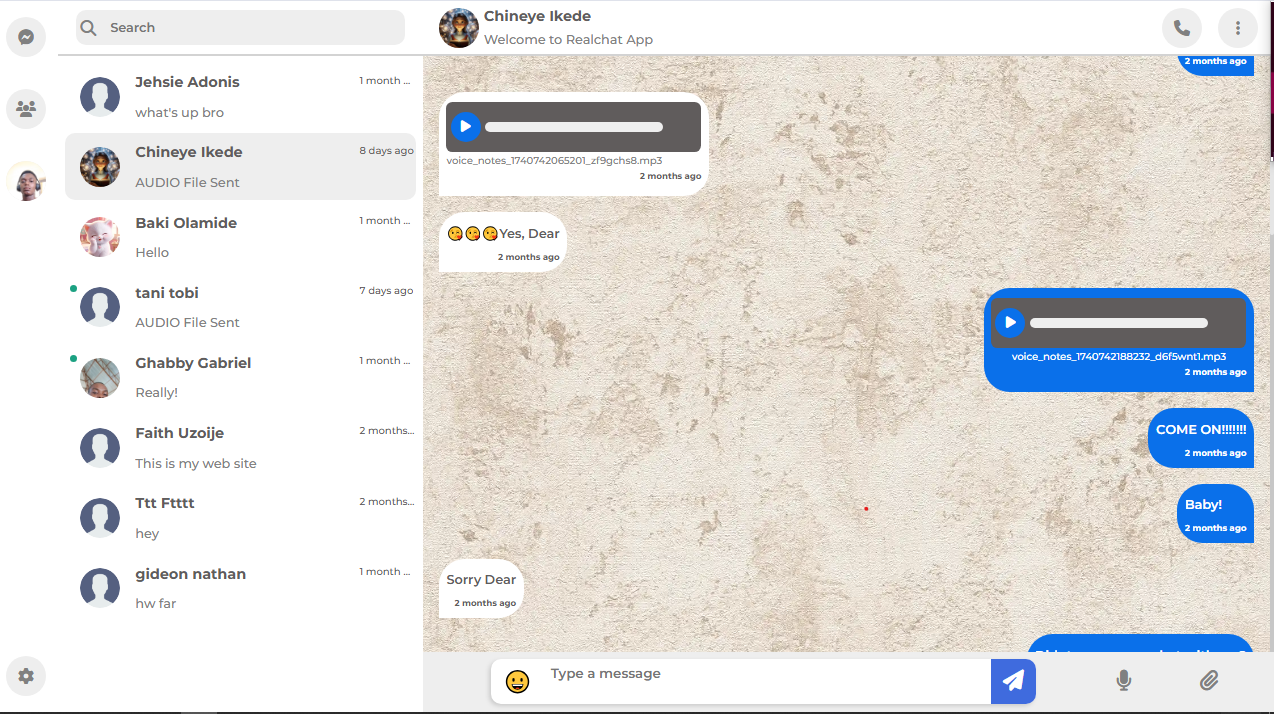 Search
Jehsie Adonis
1 month ...
what's up bro
Chineye Ikede
8 days ago
AUDIO File Sent
Baki Olamide
1 month ...
Hello
tani tobi
7 days ago
AUDIO File Sent
Ghabby Gabriel
1 month ...
Really!
Faith Uzoije
2 months...
This is my web site
Ttt Ftttt
2 months...
hey
gideon nathan
1 month ...
hw far
Chineye Ikede
Welcome to Realchat App
2 months ago
voice_notes_1740742065201_zf9gchs8.mp3
2 months ago
😋😋😋Yes, Dear
2 months ago
voice_notes_1740742188232_d6f5wnt1.mp3
2 months ago
COME ON!!!!!!!
2 months ago
Baby!
2 months ago
Sorry Dear
2 months ago
Type a message